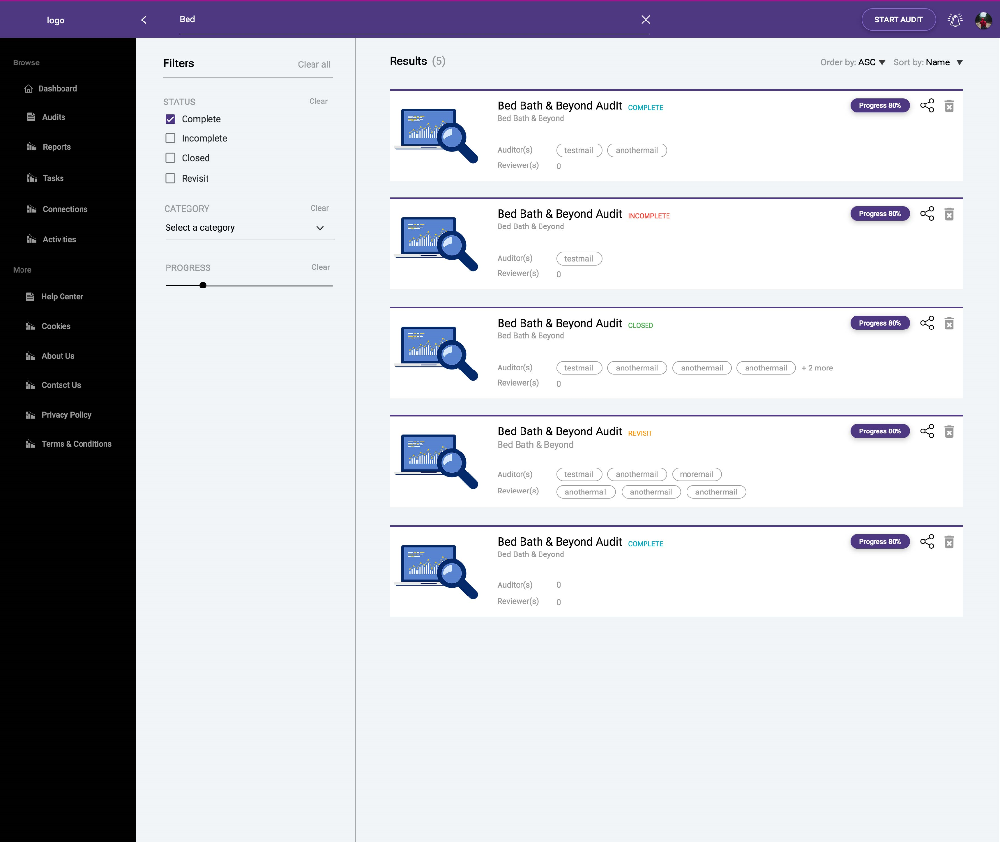 logo
Bed
START AUDIT
Browse
Dashboard
Audits
Reports
Tasks
Connections
Activities
More
Help Center
Cookies
About Us
Contact Us
Privacy Policy
Terms & Conditions
Filters
Clear all
STATUS
Clear
Complete
Incomplete
Closed
Revisit
CATEGORY
Clear
Select a category
PROGRESS
Clear
Results (5)
Order by: ASC
Sort by: Name
Bed Bath & Beyond Audit COMPLETE
Progress 80%
Bed Bath & Beyond
Auditor(s) testmail anothermail
Reviewer(s) 0
Bed Bath & Beyond Audit INCOMPLETE
Progress 80%
Bed Bath & Beyond
Auditor(s) testmail
Reviewer(s) 0
Bed Bath & Beyond Audit CLOSED
Progress 80%
Bed Bath & Beyond
Auditor(s) testmail anothermail anothermail anothermail + 2 more
Reviewer(s) 0
Bed Bath & Beyond Audit REVISIT
Progress 80%
Bed Bath & Beyond
Auditor(s) testmail anothermail moremail
Reviewer(s) anothermail anothermail anothermail
Bed Bath & Beyond Audit COMPLETE
Progress 80%
Bed Bath & Beyond
Auditor(s) 0
Reviewer(s) 0